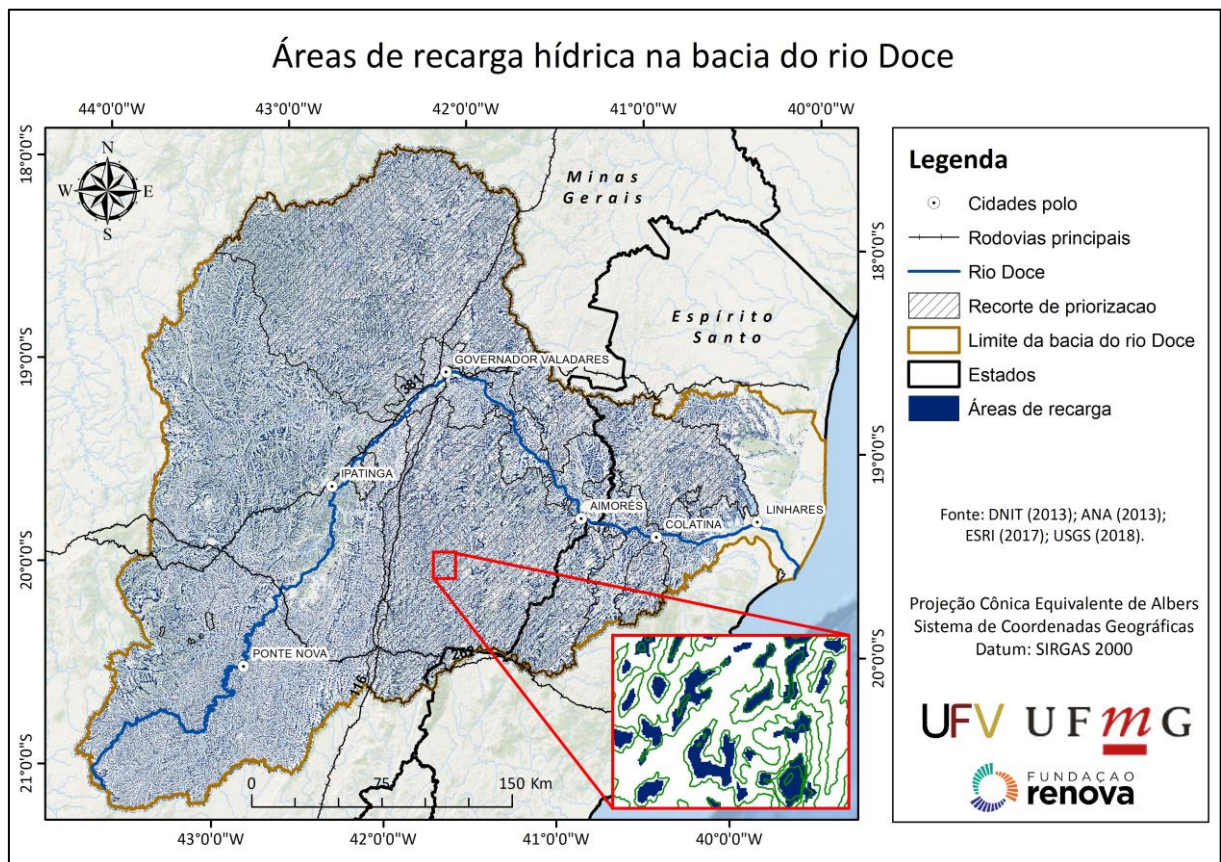 Áreas de recarga hídrica na bacia do rio Doce
44°0'0"W 43°0'0"W 42°0'0"W 41°0'0"W 40°0'0"W
18°0'0"S
19°0'0"S
20°0'0"S
21°0'0"S
N
W E
S
Minas
Gerais
Espírito
Santo
GOVERNADOR VALADARES
381
IPATINGA
AIMORÉS
COLATINA
LINHARES
PONTE NOVA
262
116
0 75 150 Km
18°0'0"S
19°0'0"S
20°0'0"S
43°0'0"W 42°0'0"W 41°0'0"W 40°0'0"W
Legenda
Cidades polo
Rodovias principais
Rio Doce
Recorte de priorizacao
Limite da bacia do rio Doce
Estados
Áreas de recarga
Fonte: DNIT (2013); ANA (2013);
ESRI (2017); USGS (2018).
Projeção Cônica Equivalente de Albers
Sistema de Coordenadas Geográficas
Datum: SIRGAS 2000
UFV UFmG
FUNDAÇÃO
renova